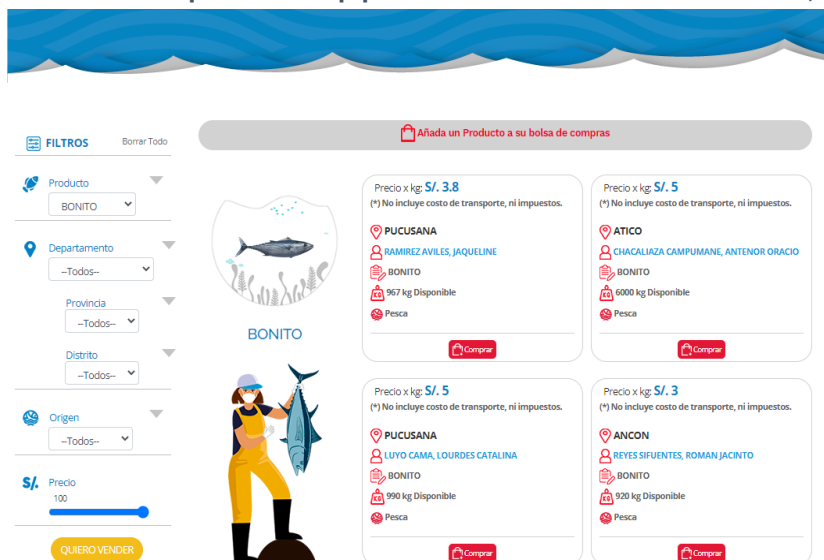 FILTROS
Borrar Todo
Producto
BONITO
Departamento
--Todos--
Provincia
--Todos--
Distrito
--Todos--
Origen
--Todos--
S/. Precio
100
QUIERO VENDER
Añada un Producto a su bolsa de compras
BONITO
Precio x kg: S/. 3.8
(*) No incluye costo de transporte, ni impuestos.
PUCUSANA
RAMIREZ AVILES, JAQUELINE
BONITO
KG 967 kg Disponible
Pesca
Comprar
Precio x kg: S/. 5
(*) No incluye costo de transporte, ni impuestos.
ATICO
CHACALIAZA CAMPUMANE, ANTENOR ORACIO
BONITO
KG 6000 kg Disponible
Pesca
Comprar
Precio x kg: S/. 5
(*) No incluye costo de transporte, ni impuestos.
PUCUSANA
LUYO CAMA, LOURDES CATALINA
BONITO
KG 990 kg Disponible
Pesca
Comprar
Precio x kg: S/. 3
(*) No incluye costo de transporte, ni impuestos.
ANCON
REYES SIFUENTES, ROMAN JACINTO
BONITO
KG 920 kg Disponible
Pesca
Comprar